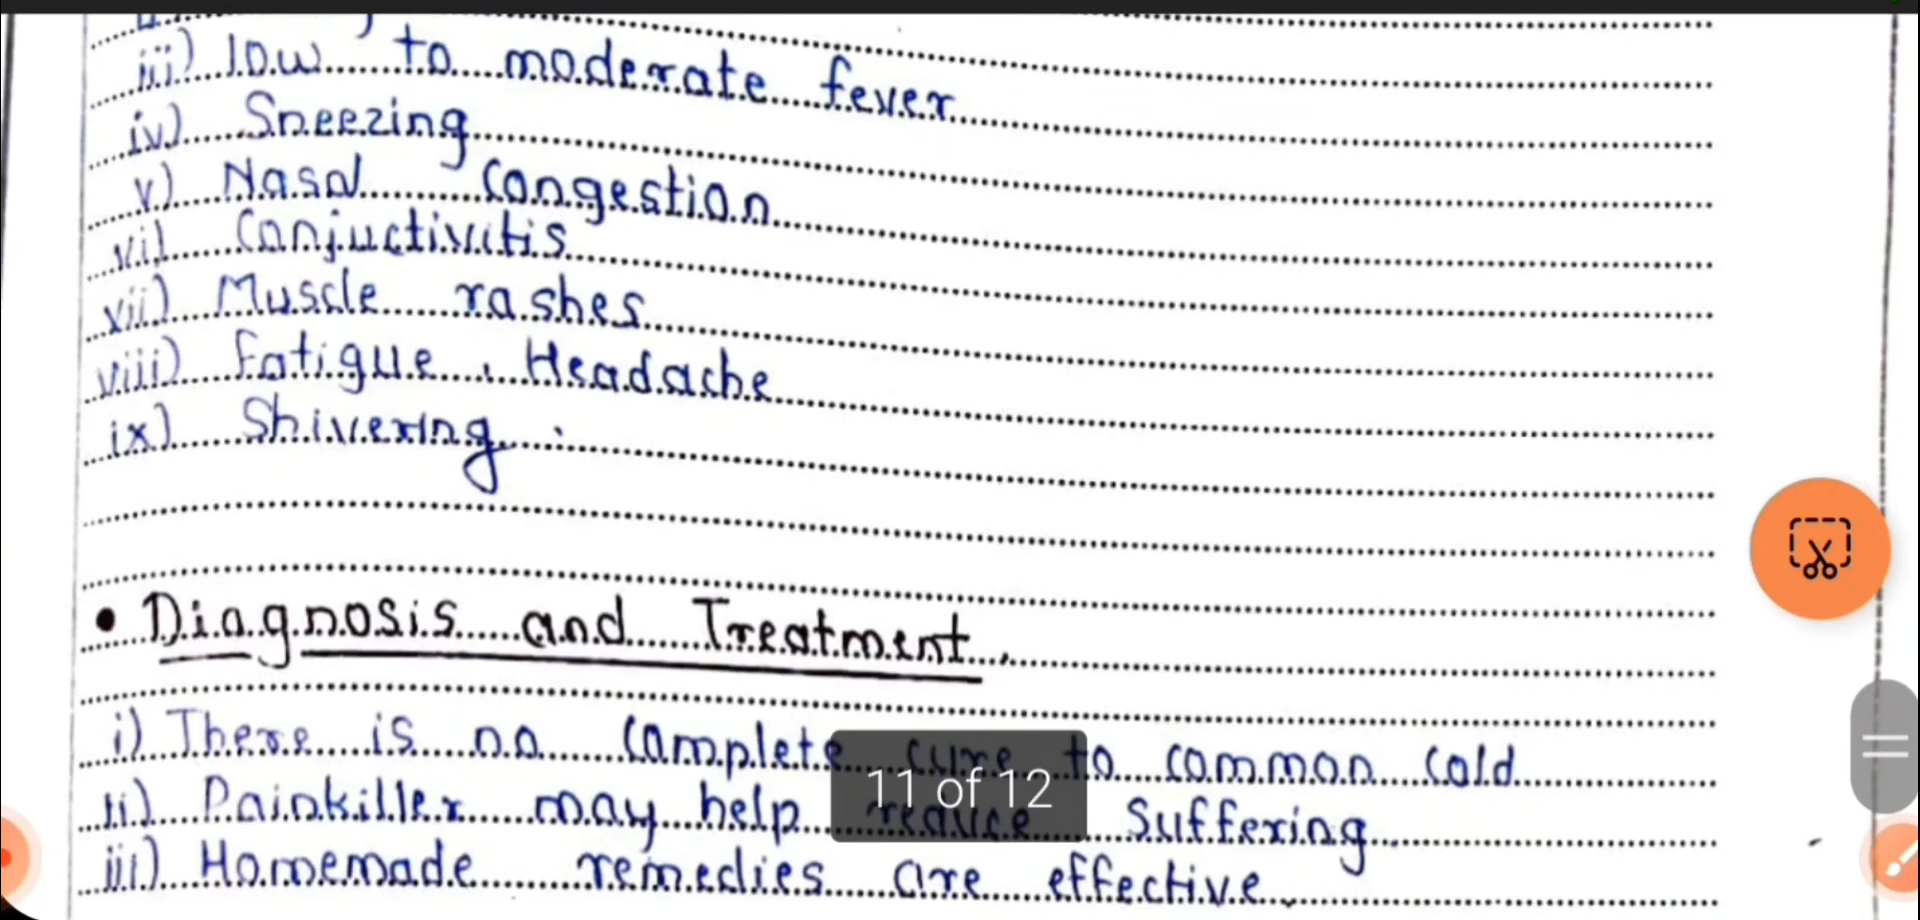 iii) low to moderate fever
iv) Sneezing
v) Nasal congestion
vi) Conjuctivitis
vii) Muscle rashes
viii) Fatigue, Headache
ix) Shivering.
• Diagnosis and Treatment.
i) There is no complete cure to common cold
ii) Painkiller may help reduce Suffering
11 of 12
iii) Homemade remedies are effective.